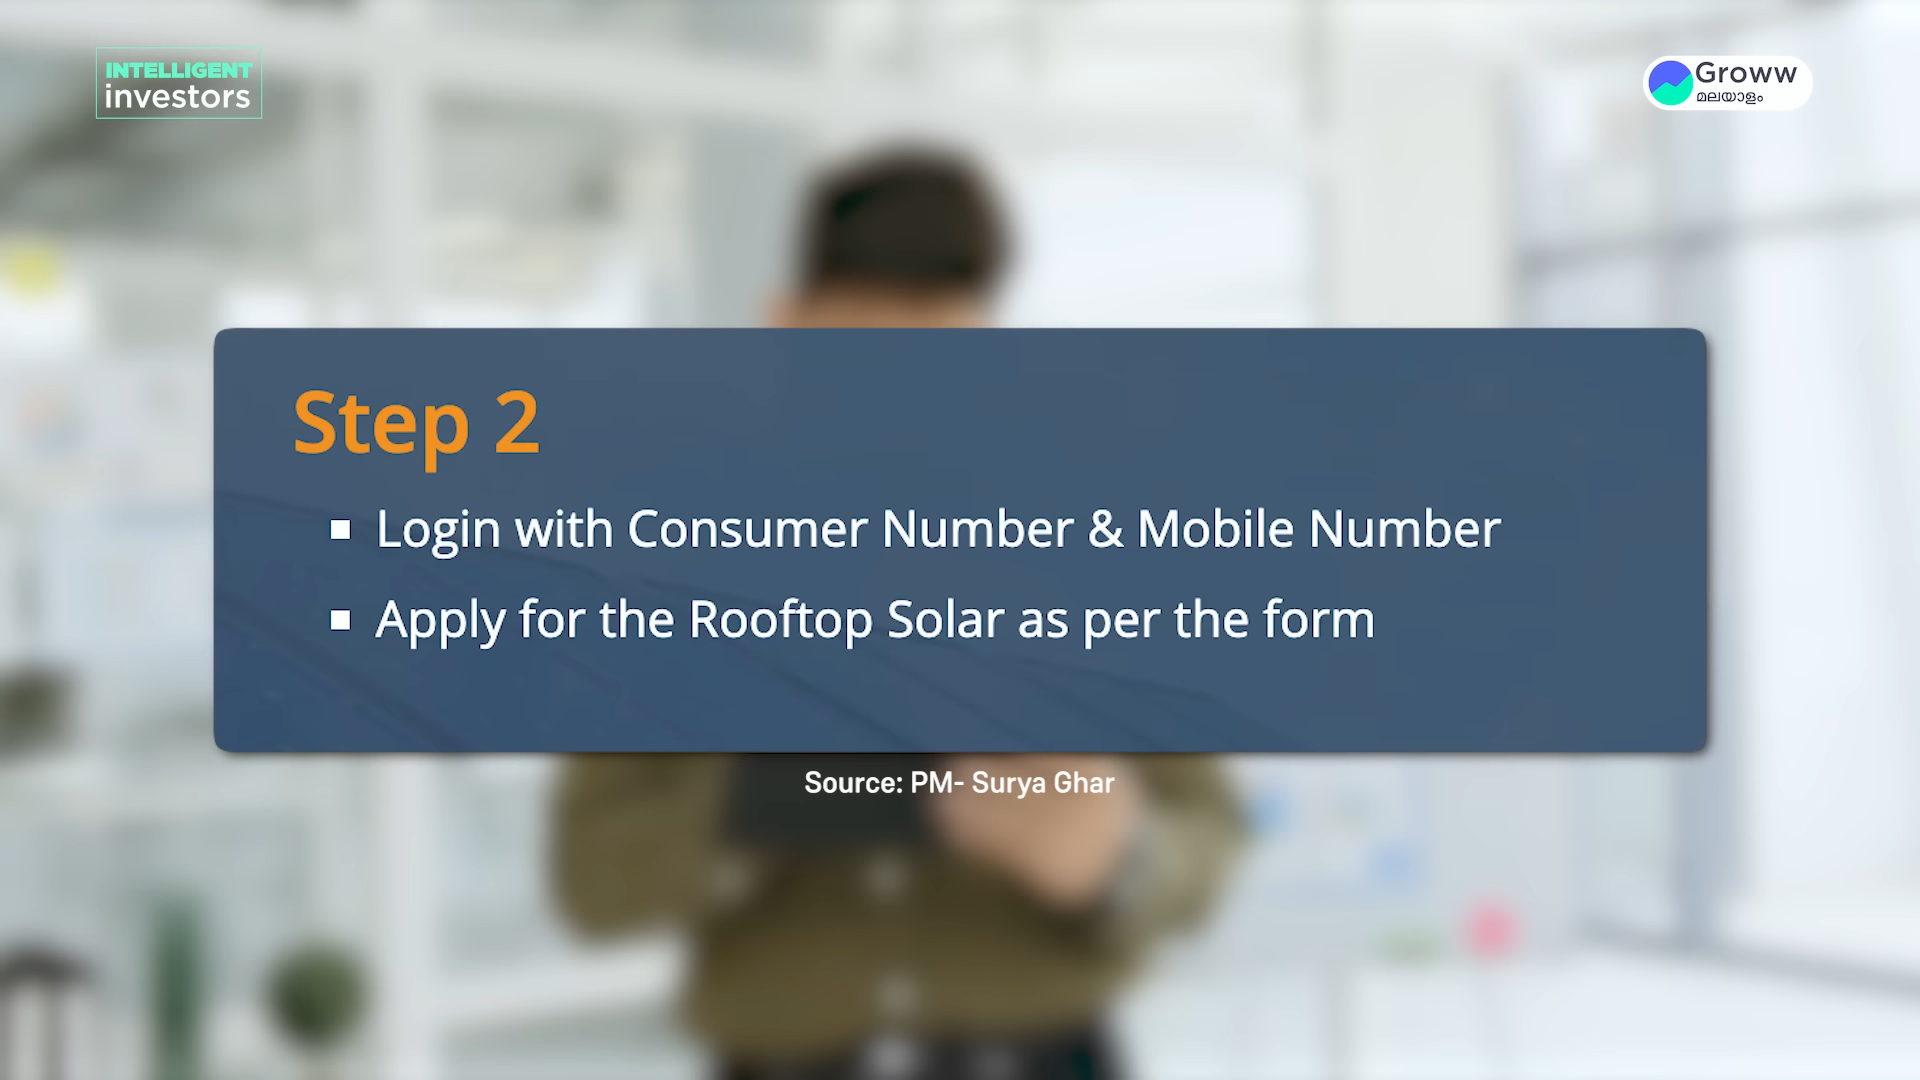 INTELLIGENT
investors
Groww
മലയാളം
Step 2
▪ Login with Consumer Number & Mobile Number
▪ Apply for the Rooftop Solar as per the form
Source: PM- Surya Ghar